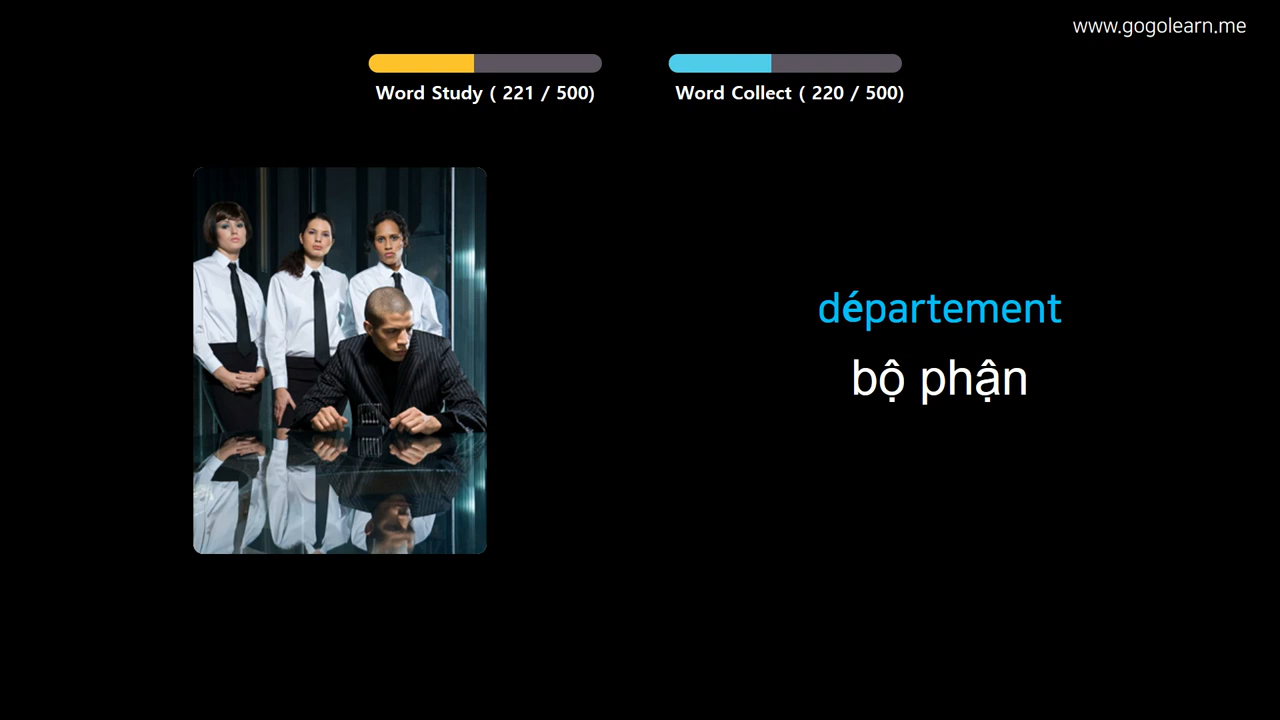 www.gogolearn.me
Word Study ( 221 / 500)
Word Collect ( 220 / 500)
département
bộ phận